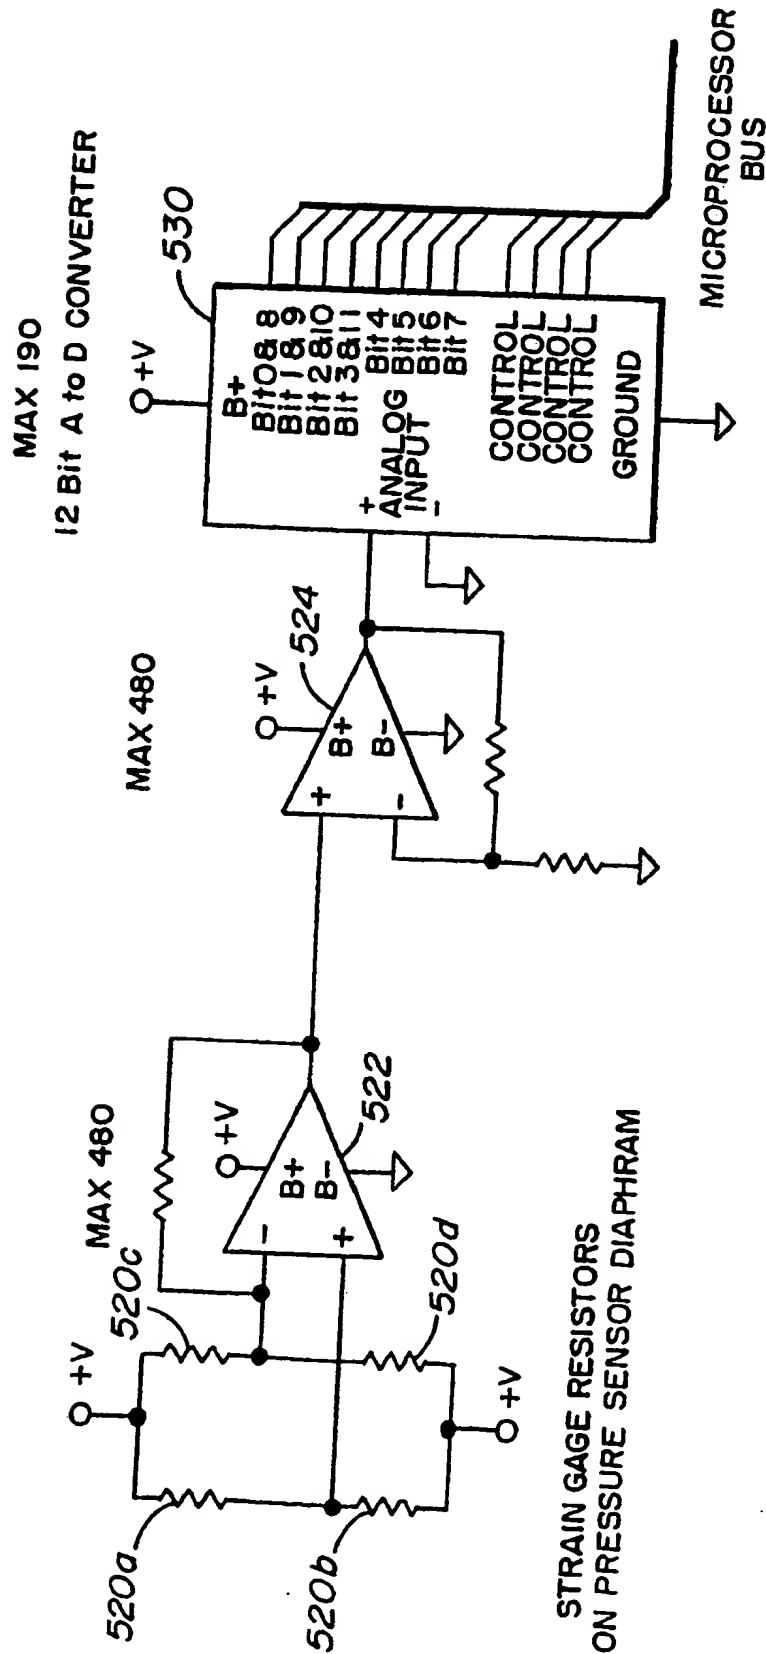 MAX 190
12 Bit A to D CONVERTER
530
+V
B+
Bit 0 & 8
Bit 1 & 9
Bit 2 & 10
Bit 3 & 11
Bit 4
Bit 5
Bit 6
Bit 7
+
ANALOG
INPUT
-
CONTROL
CONTROL
CONTROL
CONTROL
GROUND
MICROPROCESSOR
BUS
MAX 480
524
+V
B+
B-
+
-
MAX 480
522
+V
B+
B-
-
+
+V
520c
520d
520a
520b
+V
STRAIN GAGE RESISTORS
ON PRESSURE SENSOR DIAPHRAM